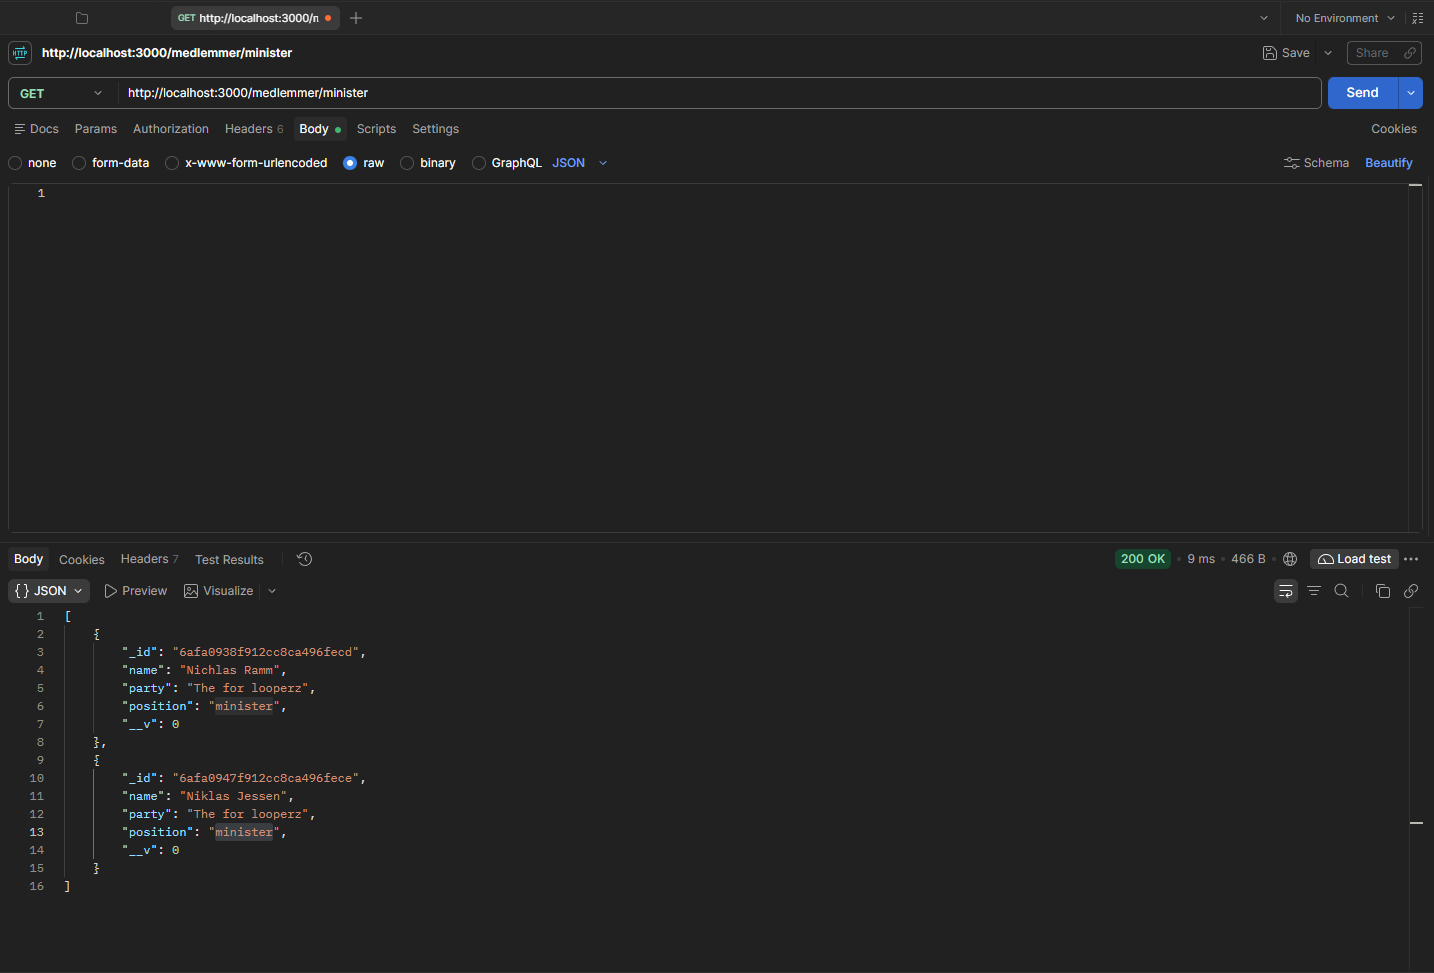 GET http://localhost:3000/n
No Environment
HTTP http://localhost:3000/medlemmer/minister
Save
Share
GET http://localhost:3000/medlemmer/minister
Send
Docs Params Authorization Headers 6 Body Scripts Settings
Cookies
none form-data x-www-form-urlencoded raw binary GraphQL JSON
Schema Beautify
1
Body Cookies Headers 7 Test Results
200 OK • 9 ms • 466 B •
Load test
{ } JSON Preview Visualize
1 [
2 {
3 "_id": "6afa0938f912cc8ca496fecd",
4 "name": "Nichlas Ramm",
5 "party": "The for looperz",
6 "position": "minister",
7 "__v": 0
8 },
9 {
10 "_id": "6afa0947f912cc8ca496fece",
11 "name": "Niklas Jessen",
12 "party": "The for looperz",
13 "position": "minister",
14 "__v": 0
15 }
16 ]